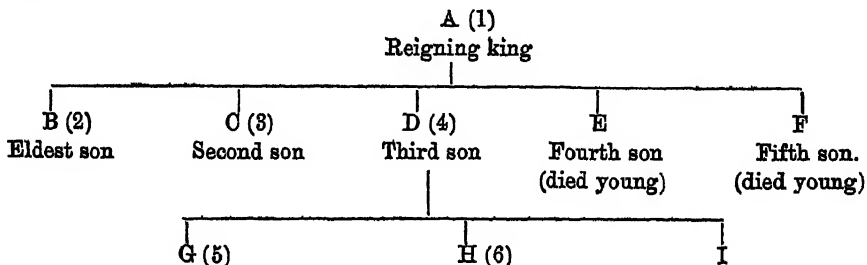 A (1)
Reigning king
B (2) C (3) D (4) E F
Eldest son Second son Third son Fourth son Fifth son.
(died young) (died young)
G (5) H (6) I